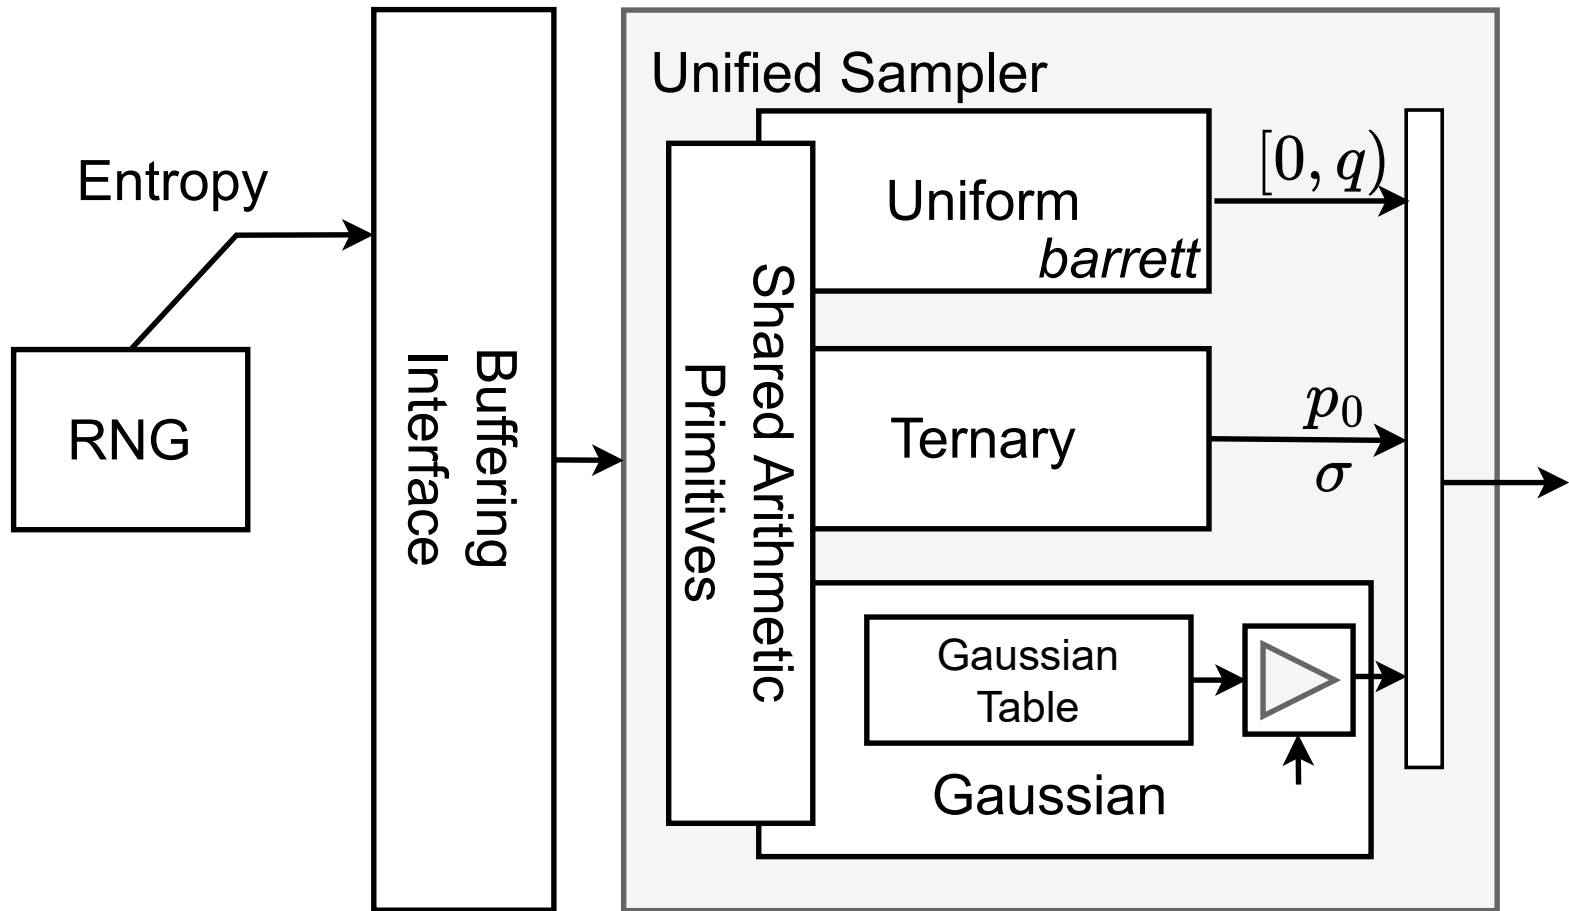 Unified Sampler
Entropy
RNG
Buffering
Interface
Shared Arithmetic
Primitives
Uniform
barrett
[0, q)
Ternary
p₀
σ
Gaussian
Table
Gaussian